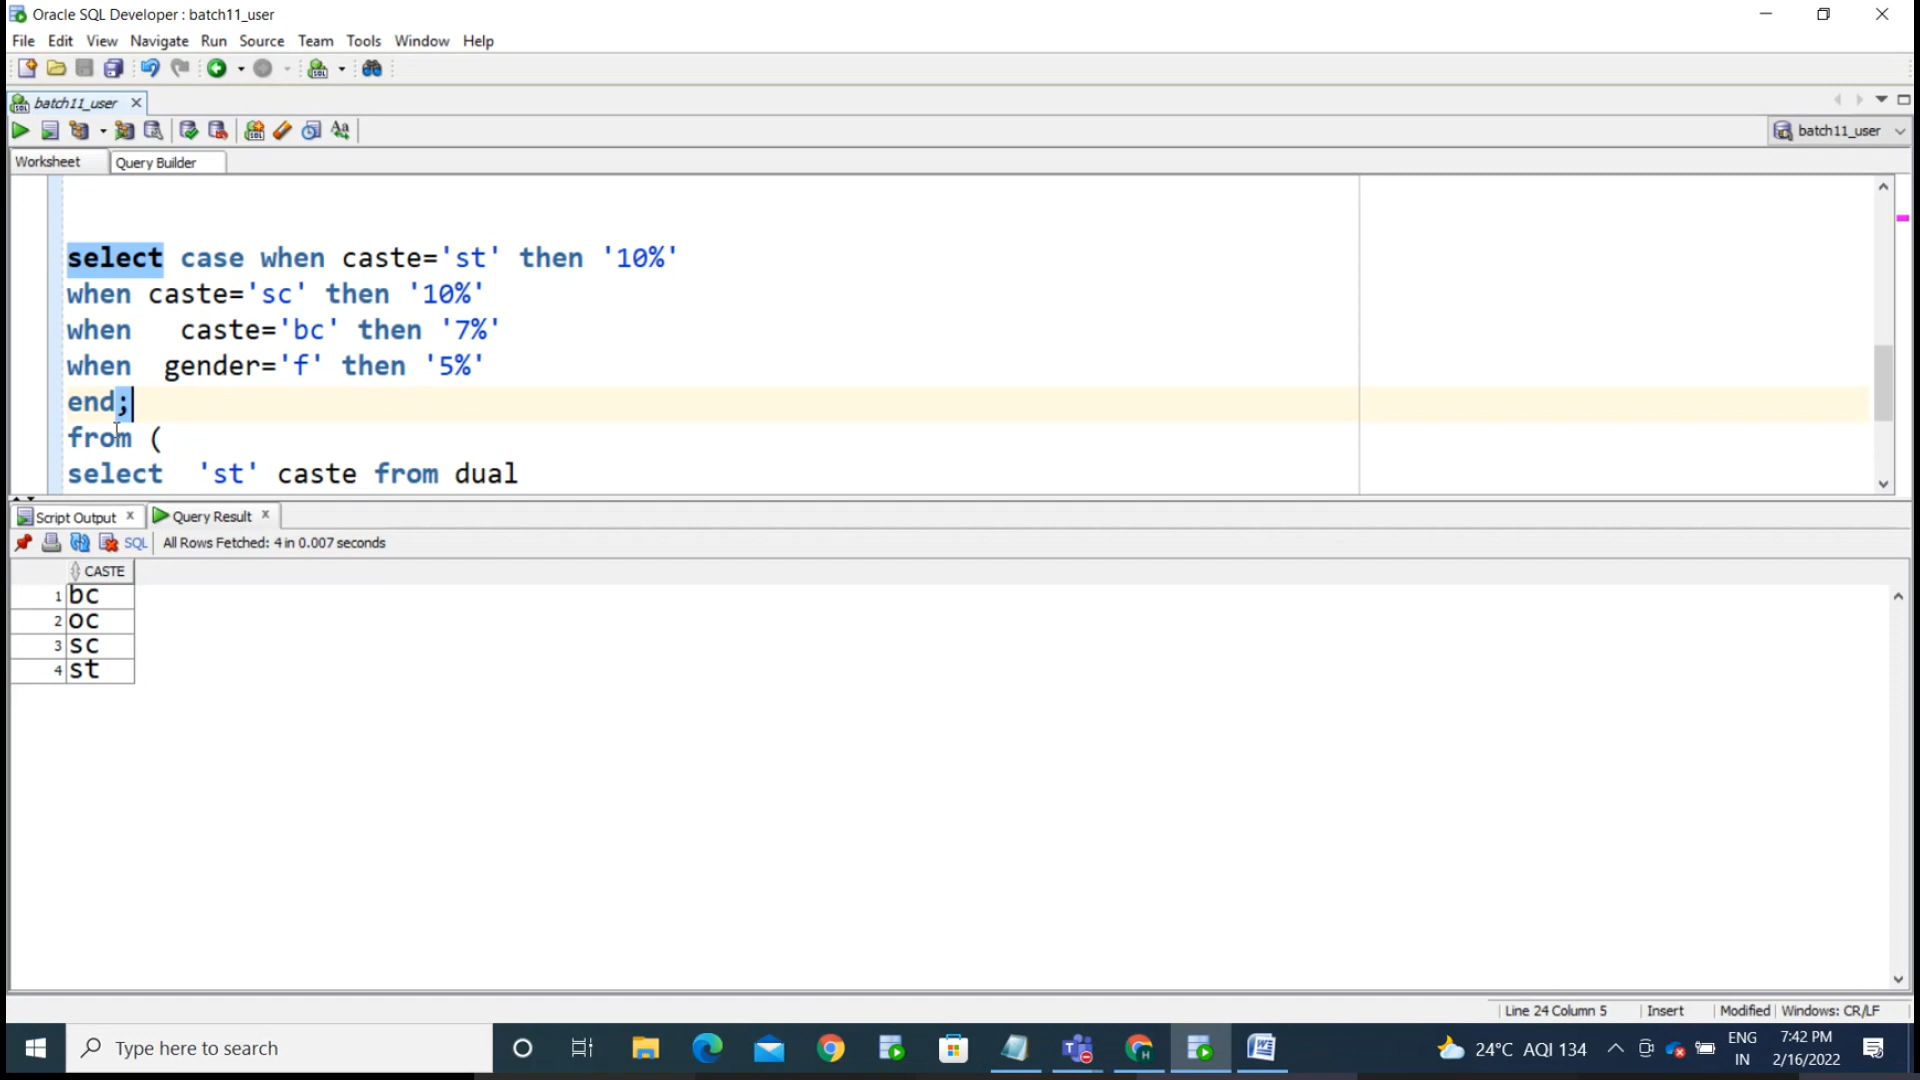 Oracle SQL Developer : batch11_user
File Edit View Navigate Run Source Team Tools Window Help
batch11_user
batch11_user
Worksheet Query Builder
select case when caste='st' then '10%'
when caste='sc' then '10%'
when   caste='bc' then '7%'
when  gender='f' then '5%'
end;
from (
select  'st' caste from dual
Script Output x Query Result x
SQL All Rows Fetched: 4 in 0.007 seconds
CASTE
1 bc
2 oc
3 sc
4 st
Line 24 Column 5 Insert Modified Windows: CR/LF
Type here to search
24°C AQI 134
ENG
IN
7:42 PM
2/16/2022